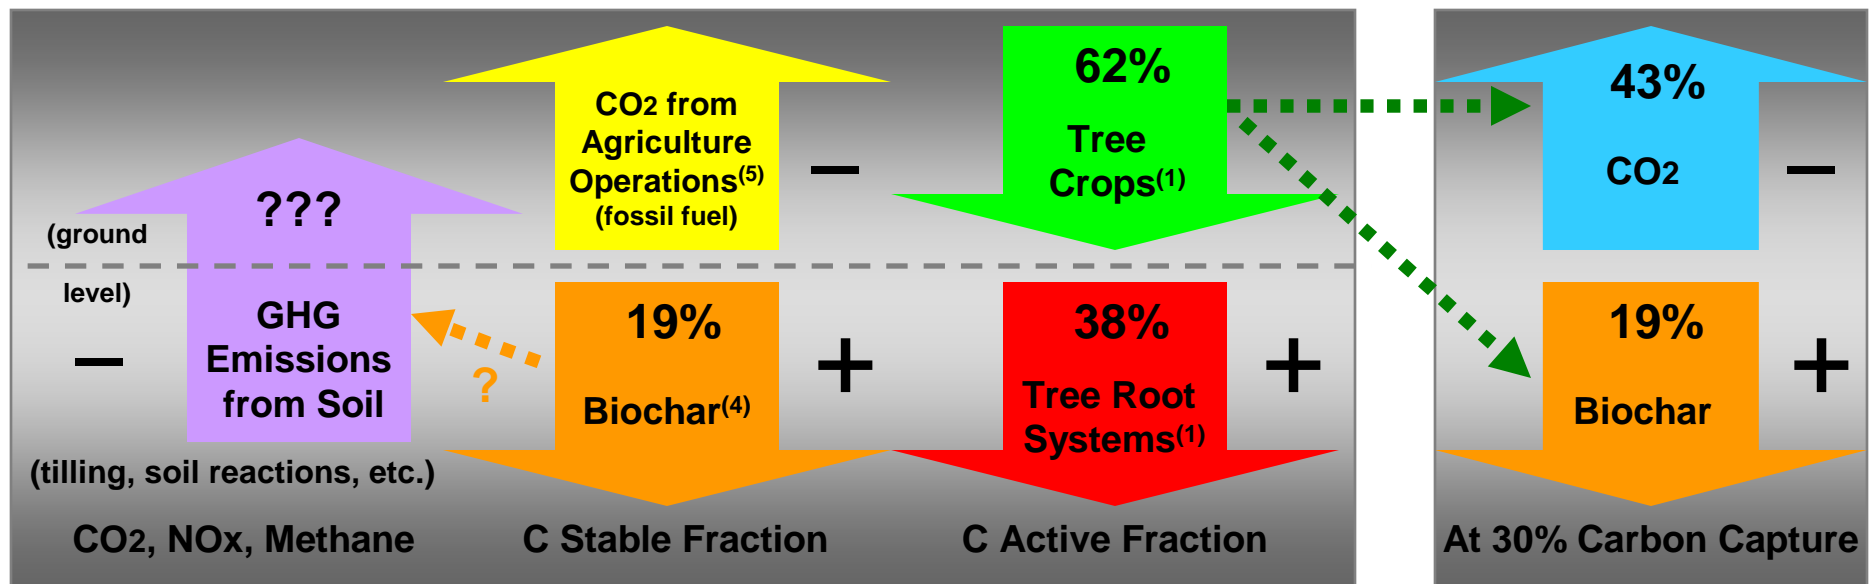 ???
(ground
level)
GHG
Emissions
from Soil
(tilling, soil reactions, etc.)
CO2, NOx, Methane
CO2 from
Agriculture
Operations(5)
(fossil fuel)
?
19%
Biochar(4)
C Stable Fraction
62%
Tree
Crops(1)
38%
Tree Root
Systems(1)
C Active Fraction
43%
CO2
19%
Biochar
At 30% Carbon Capture